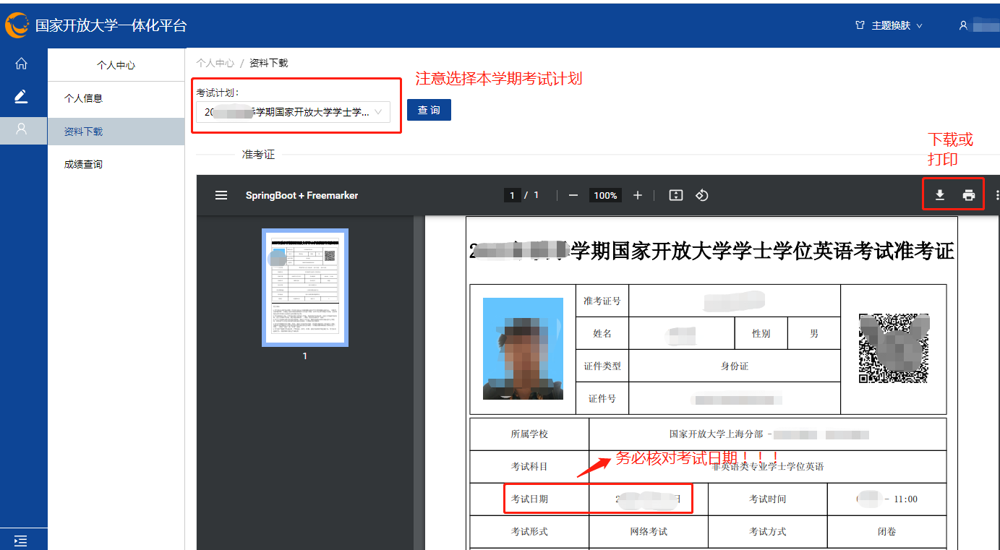 国家开放大学一体化平台
主题换肤
个人中心
个人信息
资料下载
成绩查询
个人中心 / 资料下载
考试计划:
注意选择本学期考试计划
20 季学期国家开放大学学士学...
查 询
准考证
下载或
打印
SpringBoot + Freemarker
1 / 1
100%
1
学期国家开放大学学士学位英语考试准考证
准考证号
姓名
性别
男
证件类型
身份证
证件号
所属学校
国家开放大学上海分部 -
务必核对考试日期！！！
考试科目
非英语类专业学士学位英语
考试日期
2 日
考试时间
- 11:00
考试形式
网络考试
考试方式
闭卷